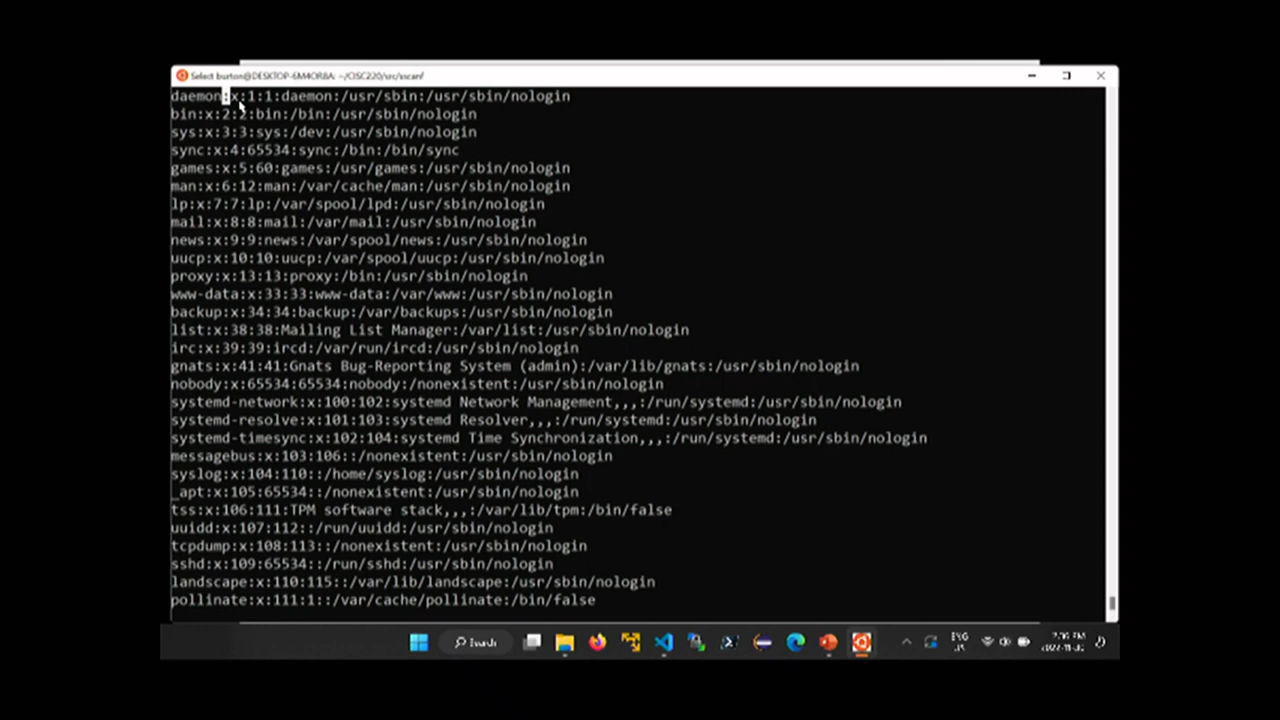 Select burton@DESKTOP-6M4OR8A: ~/OSC220/src/sscanf
daemon:x:1:1:daemon:/usr/sbin:/usr/sbin/nologin
bin:x:2:2:bin:/bin:/usr/sbin/nologin
sys:x:3:3:sys:/dev:/usr/sbin/nologin
sync:x:4:65534:sync:/bin:/bin/sync
games:x:5:60:games:/usr/games:/usr/sbin/nologin
man:x:6:12:man:/var/cache/man:/usr/sbin/nologin
lp:x:7:7:lp:/var/spool/lpd:/usr/sbin/nologin
mail:x:8:8:mail:/var/mail:/usr/sbin/nologin
news:x:9:9:news:/var/spool/news:/usr/sbin/nologin
uucp:x:10:10:uucp:/var/spool/uucp:/usr/sbin/nologin
proxy:x:13:13:proxy:/bin:/usr/sbin/nologin
www-data:x:33:33:www-data:/var/www:/usr/sbin/nologin
backup:x:34:34:backup:/var/backups:/usr/sbin/nologin
list:x:38:38:Mailing List Manager:/var/list:/usr/sbin/nologin
irc:x:39:39:ircd:/var/run/ircd:/usr/sbin/nologin
gnats:x:41:41:Gnats Bug-Reporting System (admin):/var/lib/gnats:/usr/sbin/nologin
nobody:x:65534:65534:nobody:/nonexistent:/usr/sbin/nologin
systemd-network:x:100:102:systemd Network Management,,,:/run/systemd:/usr/sbin/nologin
systemd-resolve:x:101:103:systemd Resolver,,,:/run/systemd:/usr/sbin/nologin
systemd-timesync:x:102:104:systemd Time Synchronization,,,:/run/systemd:/usr/sbin/nologin
messagebus:x:103:106::/nonexistent:/usr/sbin/nologin
syslog:x:104:110::/home/syslog:/usr/sbin/nologin
_apt:x:105:65534::/nonexistent:/usr/sbin/nologin
tss:x:106:111:TPM software stack,,,:/var/lib/tpm:/bin/false
uuidd:x:107:112::/run/uuidd:/usr/sbin/nologin
tcpdump:x:108:113::/nonexistent:/usr/sbin/nologin
sshd:x:109:65534::/run/sshd:/usr/sbin/nologin
landscape:x:110:115::/var/lib/landscape:/usr/sbin/nologin
pollinate:x:111:1::/var/cache/pollinate:/bin/false
Search
ENG
US